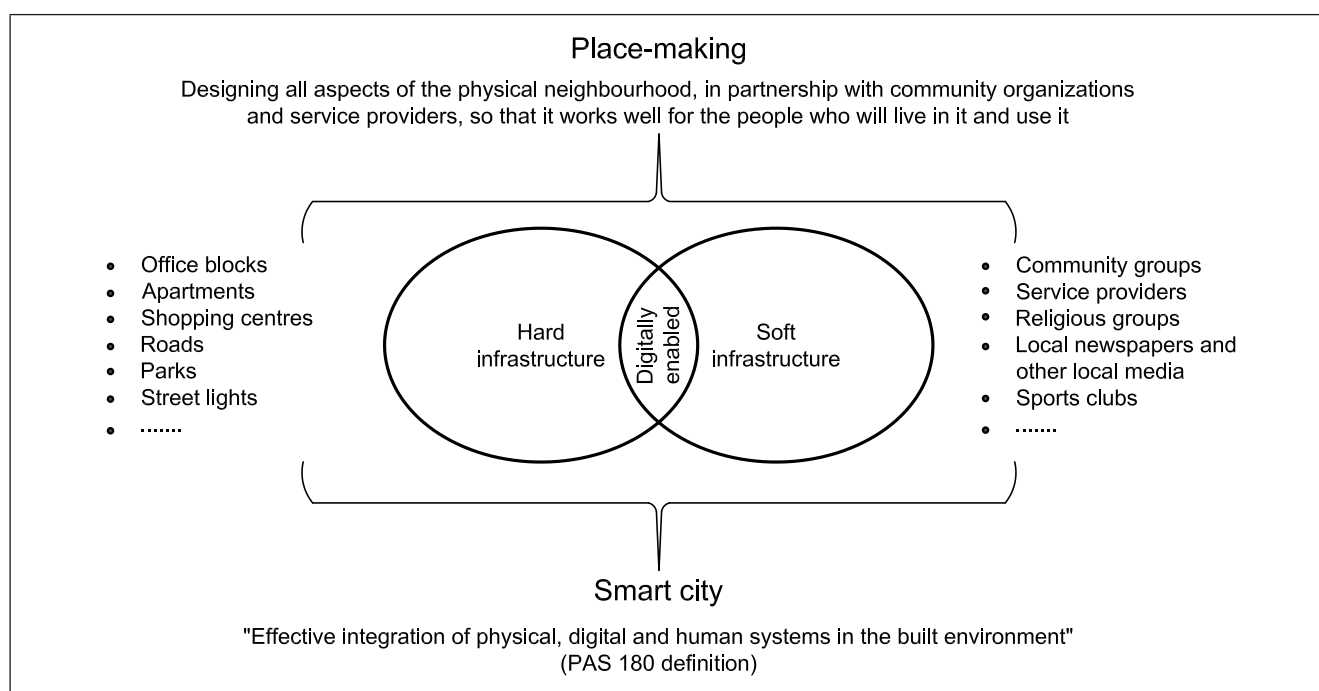 Place-making
Designing all aspects of the physical neighbourhood, in partnership with community organizations
and service providers, so that it works well for the people who will live in it and use it
• Office blocks
• Apartments
• Shopping centres
• Roads
• Parks
• Street lights
• .......
Hard
infrastructure
Digitally
enabled
Soft
infrastructure
• Community groups
• Service providers
• Religious groups
• Local newspapers and
other local media
• Sports clubs
• .......
Smart city
"Effective integration of physical, digital and human systems in the built environment"
(PAS 180 definition)